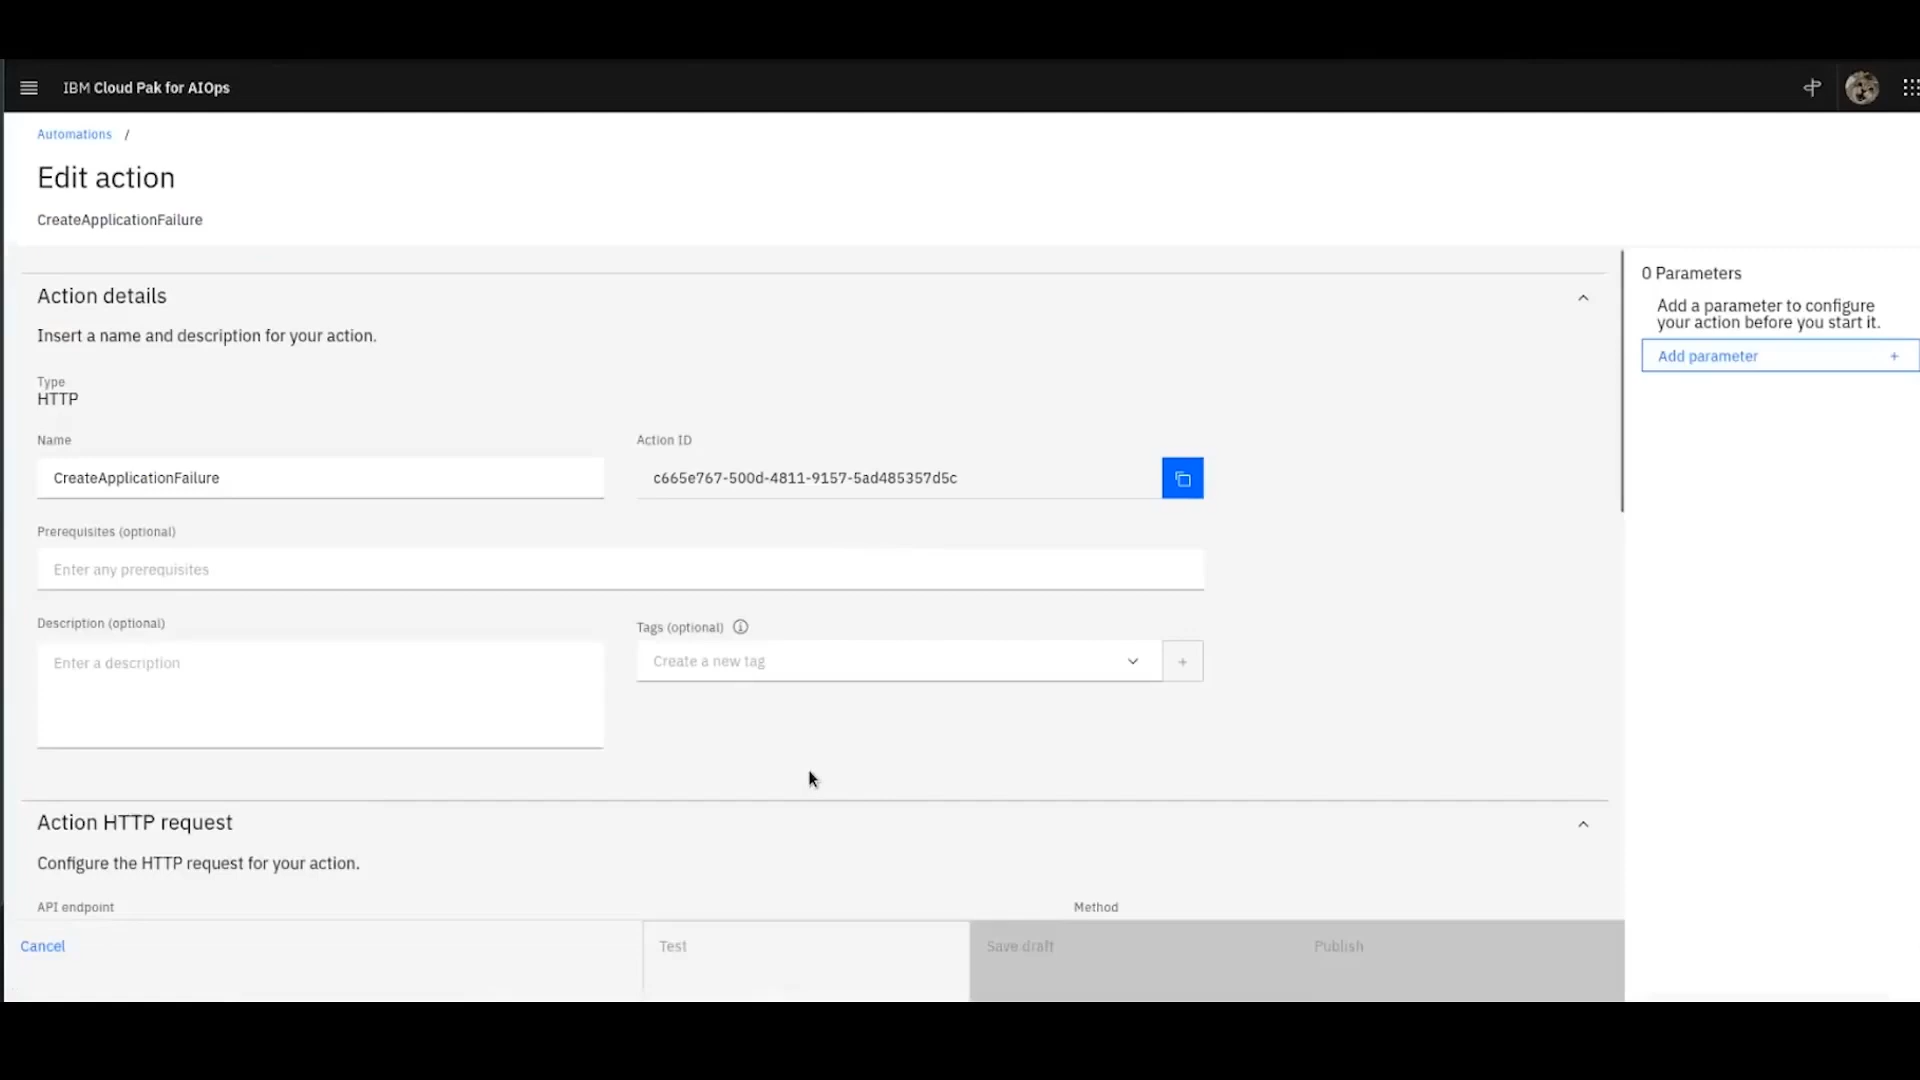 IBM Cloud Pak for AIOps
Automations /
Edit action
CreateApplicationFailure
Action details
Insert a name and description for your action.
Type
HTTP
Name
CreateApplicationFailure
Action ID
c665e767-500d-4811-9157-5ad485357d5c
Prerequisites (optional)
Enter any prerequisites
Description (optional)
Enter a description
Tags (optional)
Create a new tag
+
Action HTTP request
Configure the HTTP request for your action.
API endpoint
Method
Cancel
Test
Save draft
Publish
0 Parameters
Add a parameter to configure
your action before you start it.
Add parameter +